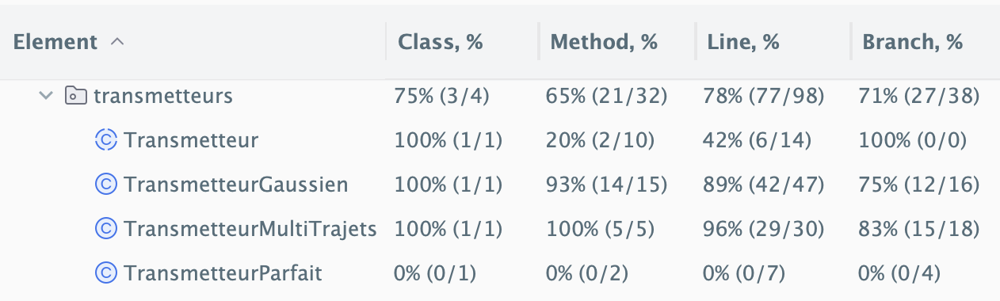 Element Class, % Method, % Line, % Branch, %
transmetteurs 75% (3/4) 65% (21/32) 78% (77/98) 71% (27/38)
Transmetteur 100% (1/1) 20% (2/10) 42% (6/14) 100% (0/0)
TransmetteurGaussien 100% (1/1) 93% (14/15) 89% (42/47) 75% (12/16)
TransmetteurMultiTrajets 100% (1/1) 100% (5/5) 96% (29/30) 83% (15/18)
TransmetteurParfait 0% (0/1) 0% (0/2) 0% (0/7) 0% (0/4)